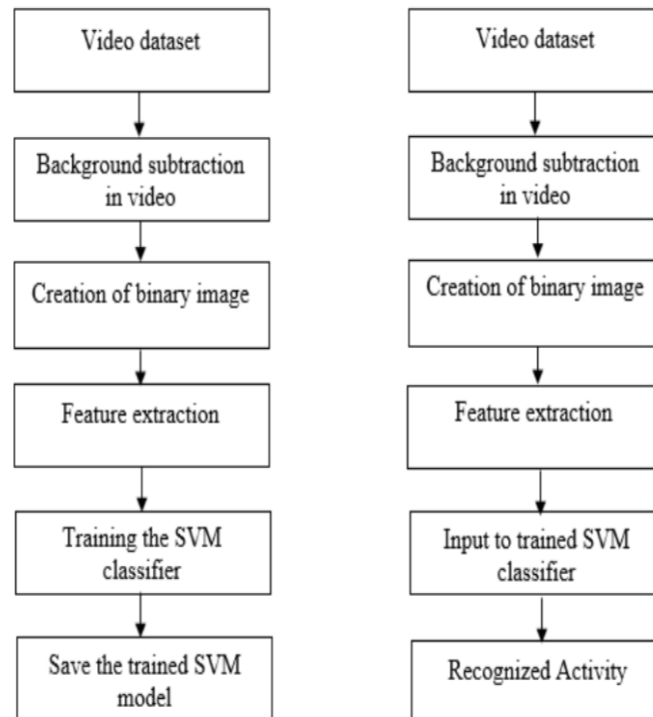 Video dataset
Background subtraction
in video
Creation of binary image
Feature extraction
Training the SVM
classifier
Save the trained SVM
model
Video dataset
Background subtraction
in video
Creation of binary image
Feature extraction
Input to trained SVM
classifier
Recognized Activity